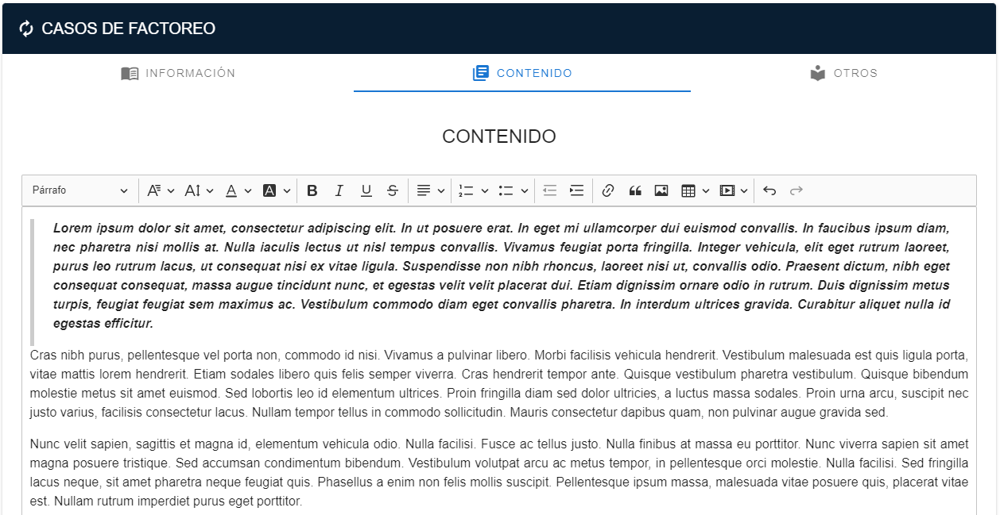 CASOS DE FACTOREO
INFORMACIÓN CONTENIDO OTROS
CONTENIDO
Párrafo
Lorem ipsum dolor sit amet, consectetur adipiscing elit. In ut posuere erat. In eget mi ullamcorper dui euismod convallis. In faucibus ipsum diam,
nec pharetra nisi mollis at. Nulla iaculis lectus ut nisl tempus convallis. Vivamus feugiat porta fringilla. Integer vehicula, elit eget rutrum laoreet,
purus leo rutrum lacus, ut consequat nisi ex vitae ligula. Suspendisse non nibh rhoncus, laoreet nisi ut, convallis odio. Praesent dictum, nibh eget
consequat consequat, massa augue tincidunt nunc, et egestas velit velit placerat dui. Etiam dignissim ornare odio in rutrum. Duis dignissim metus
turpis, feugiat feugiat sem maximus ac. Vestibulum commodo diam eget convallis pharetra. In interdum ultrices gravida. Curabitur aliquet nulla id
egestas efficitur.
Cras nibh purus, pellentesque vel porta non, commodo id nisi. Vivamus a pulvinar libero. Morbi facilisis vehicula hendrerit. Vestibulum malesuada est quis ligula porta,
vitae mattis lorem hendrerit. Etiam sodales libero quis felis semper viverra. Cras hendrerit tempor ante. Quisque vestibulum pharetra vestibulum. Quisque bibendum
molestie metus sit amet euismod. Sed lobortis leo id elementum ultrices. Proin fringilla diam sed dolor ultricies, a luctus massa sodales. Proin urna arcu, suscipit nec
justo varius, facilisis consectetur lacus. Nullam tempor tellus in commodo sollicitudin. Mauris consectetur dapibus quam, non pulvinar augue gravida sed.
Nunc velit sapien, sagittis et magna id, elementum vehicula odio. Nulla facilisi. Fusce ac tellus justo. Nulla finibus at massa eu porttitor. Nunc viverra sapien sit amet
magna posuere tristique. Sed accumsan condimentum bibendum. Vestibulum volutpat arcu ac metus tempor, in pellentesque orci molestie. Nulla facilisi. Sed fringilla
lacus neque, sit amet pharetra neque feugiat quis. Phasellus a enim non felis mollis suscipit. Pellentesque ipsum massa, malesuada vitae posuere quis, placerat vitae
est. Nullam rutrum imperdiet purus eget porttitor.